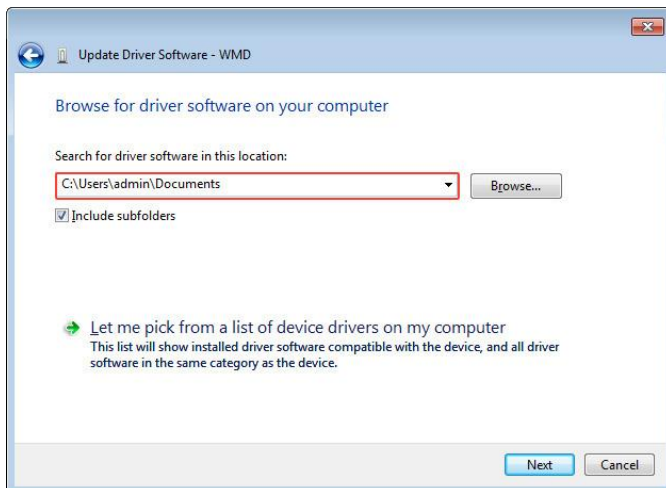 Update Driver Software - WMD
Browse for driver software on your computer
Search for driver software in this location:
C:\Users\admin\Documents
Browse...
Include subfolders
Let me pick from a list of device drivers on my computer
This list will show installed driver software compatible with the device, and all driver
software in the same category as the device.
Next
Cancel